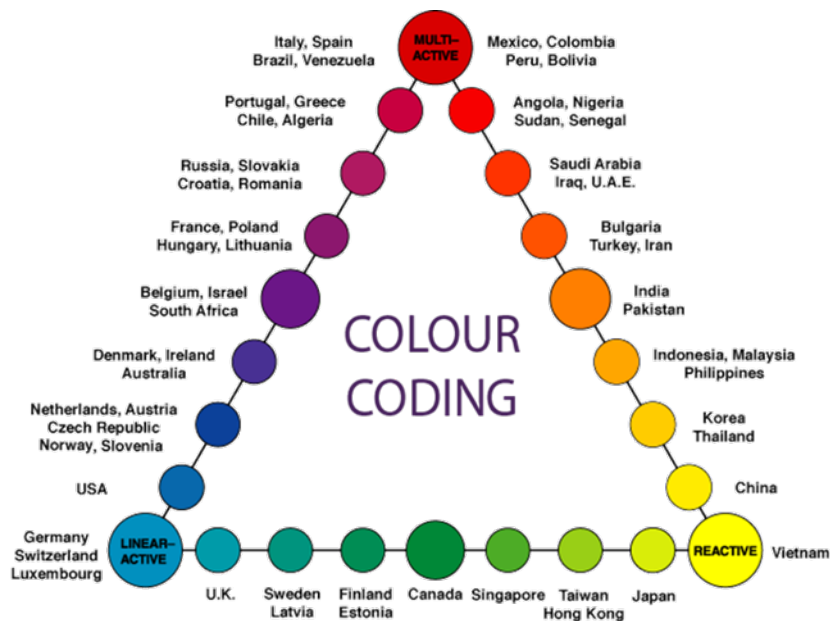 Italy, Spain
Brazil, Venezuela
MULTI-
ACTIVE
Mexico, Colombia
Peru, Bolivia
Portugal, Greece
Chile, Algeria
Angola, Nigeria
Sudan, Senegal
Russia, Slovakia
Croatia, Romania
Saudi Arabia
Iraq, U.A.E.
France, Poland
Hungary, Lithuania
Bulgaria
Turkey, Iran
Belgium, Israel
South Africa
India
Pakistan
COLOUR
CODING
Denmark, Ireland
Australia
Indonesia, Malaysia
Philippines
Netherlands, Austria
Czech Republic
Norway, Slovenia
Korea
Thailand
USA
China
Germany
Switzerland
Luxembourg
LINEAR-
ACTIVE
REACTIVE
Vietnam
U.K.
Sweden
Latvia
Finland
Estonia
Canada
Singapore
Taiwan
Hong Kong
Japan